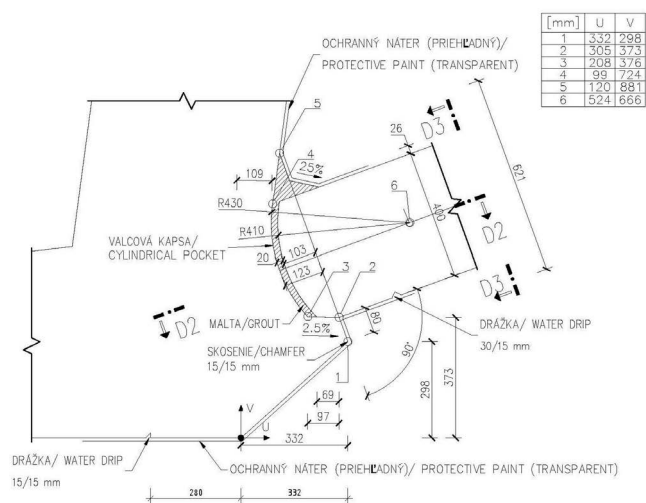 [mm] U V
1 332 298
2 305 373
3 208 376
4 99 724
5 120 881
6 524 666
OCHRANNÝ NÁTER (PRIEHĽADNÝ)/
PROTECTIVE PAINT (TRANSPARENT)
5
D3
26
4
25%
109
621
6
400
R430
D2
R410
VALCOVÁ KAPSA/
CYLINDRICAL POCKET
103
20
123
D3
3
2
MALTA/GROUT
D2
80
DRÁŽKA/ WATER DRIP
30/15 mm
2.5%
SKOSENIE/CHAMFER
15/15 mm
90°
1
298
373
69
97
V
U
332
DRÁŽKA/ WATER DRIP
15/15 mm
OCHRANNÝ NÁTER (PRIEHĽADNÝ)/ PROTECTIVE PAINT (TRANSPARENT)
280
332